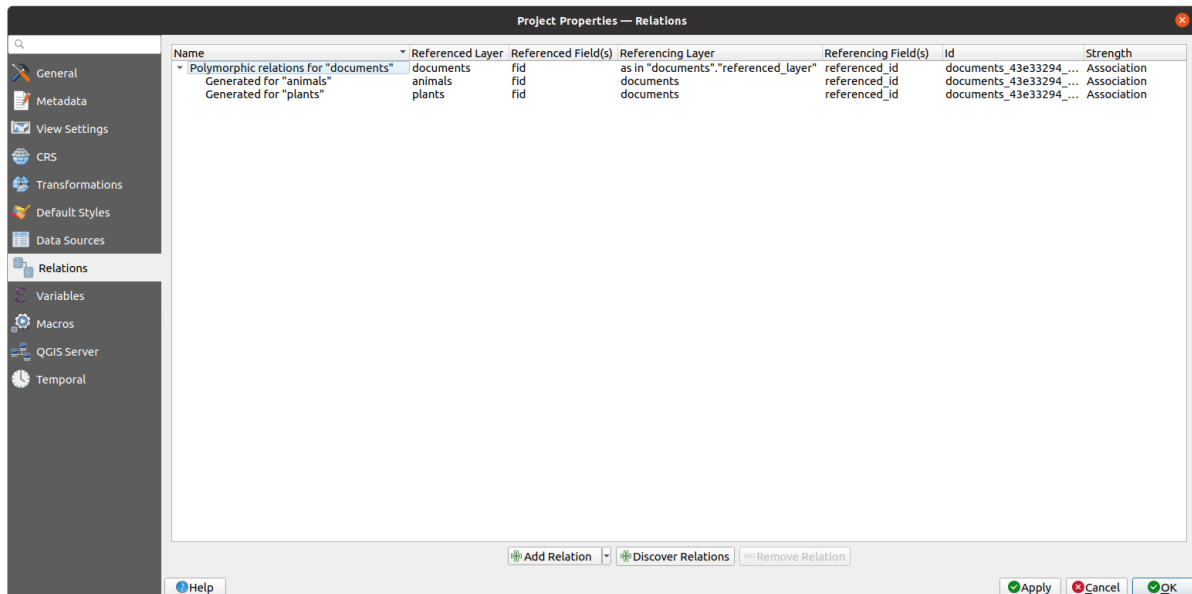 Project Properties — Relations
General
Metadata
View Settings
CRS
Transformations
Default Styles
Data Sources
Relations
Variables
Macros
QGIS Server
Temporal
Name Referenced Layer Referenced Field(s) Referencing Layer Referencing Field(s) Id Strength
Polymorphic relations for "documents" documents fid as in "documents"."referenced_layer" referenced_id documents_43e33294_... Association
Generated for "animals" animals fid documents referenced_id documents_43e33294_... Association
Generated for "plants" plants fid documents referenced_id documents_43e33294_... Association
Add Relation Discover Relations Remove Relation
Help Apply Cancel OK